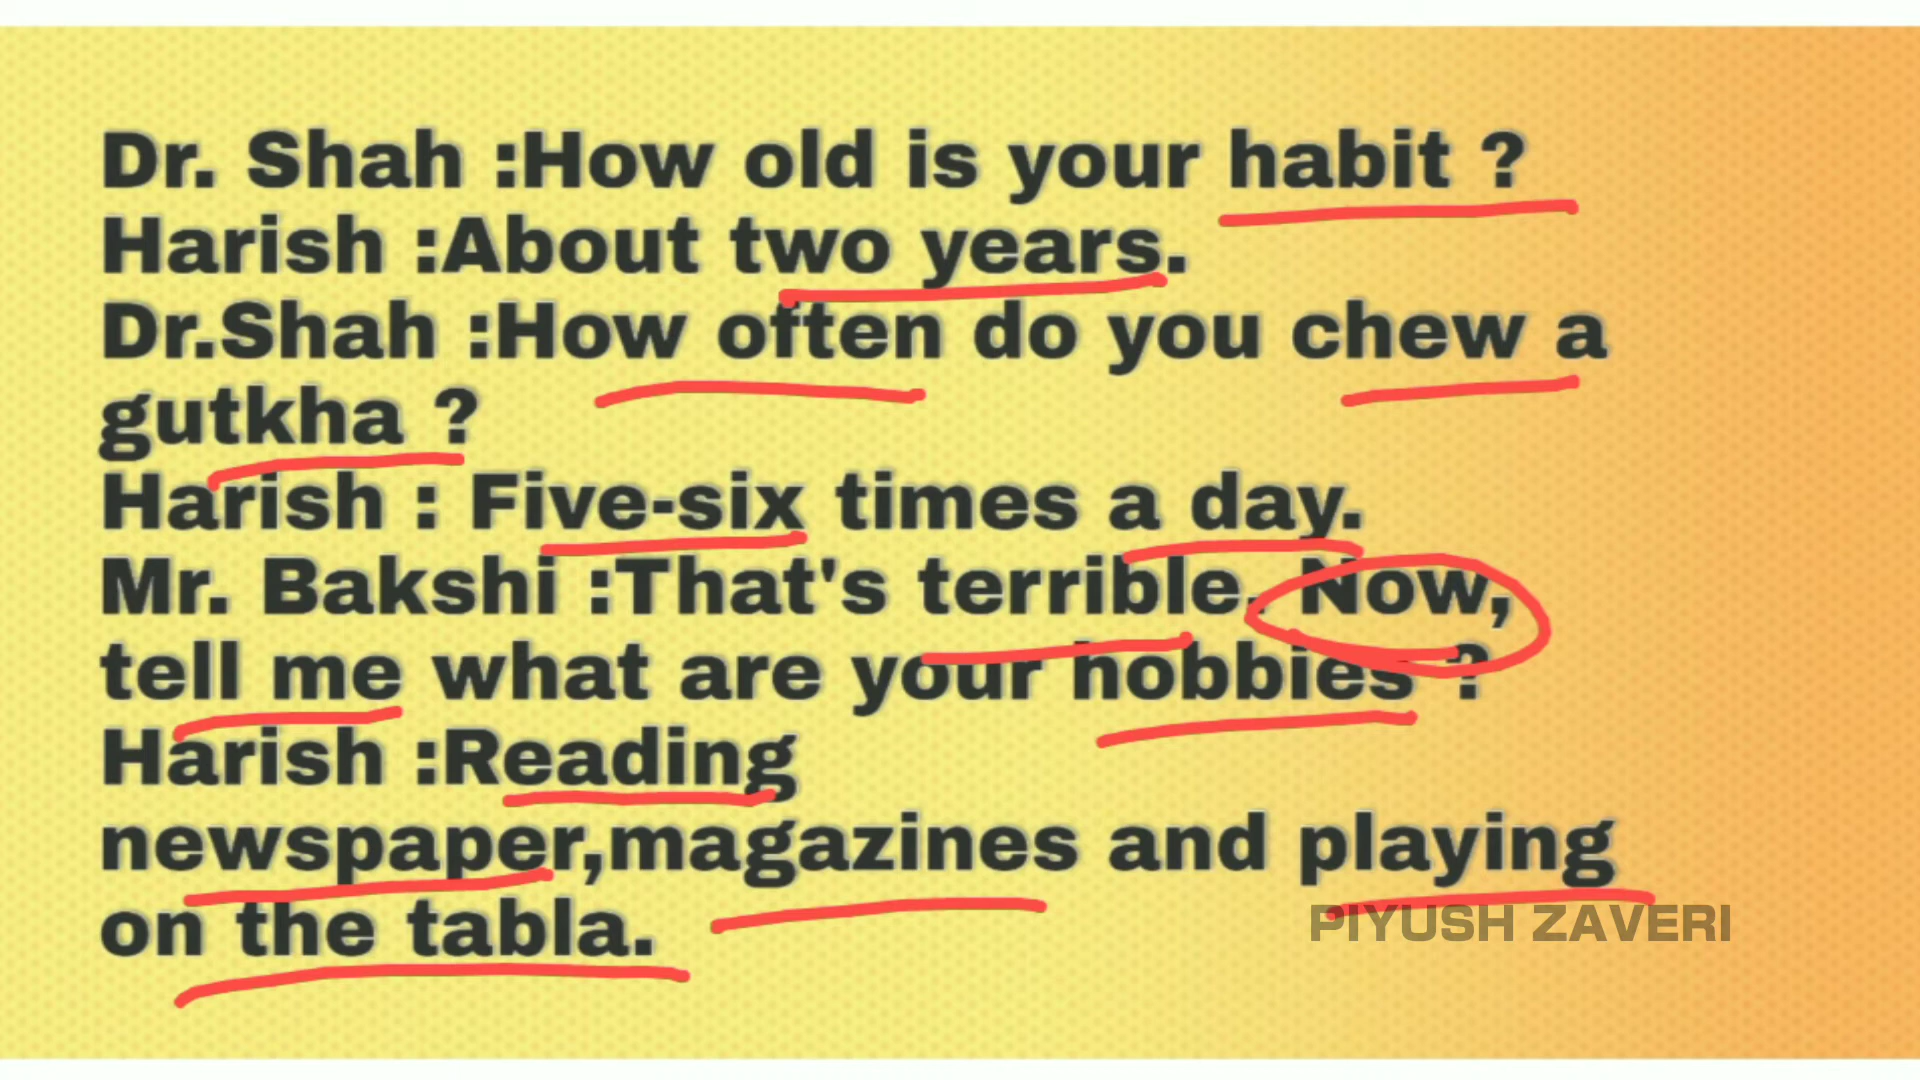 Dr. Shah :How old is your habit ?
Harish :About two years.
Dr.Shah :How often do you chew a
gutkha ?
Harish : Five-six times a day.
Mr. Bakshi :That's terrible. Now,
tell me what are your hobbies ?
Harish :Reading
newspaper,magazines and playing
on the tabla.
PIYUSH ZAVERI